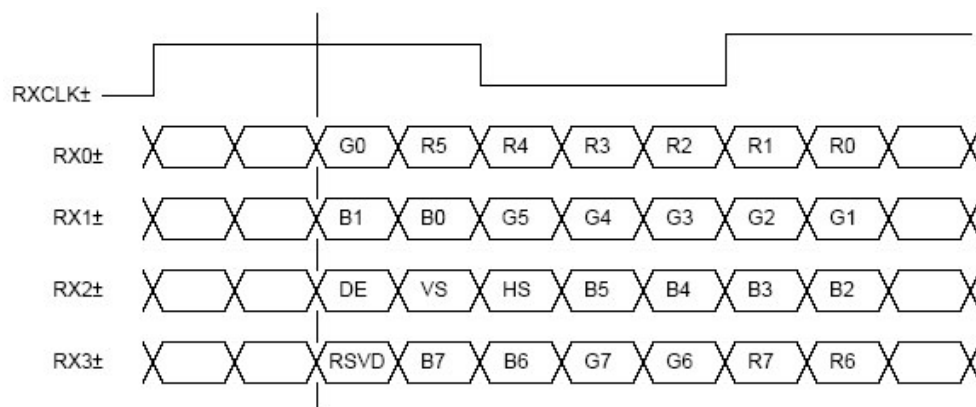 RXCLK±
RX0± G0 R5 R4 R3 R2 R1 R0
RX1± B1 B0 G5 G4 G3 G2 G1
RX2± DE VS HS B5 B4 B3 B2
RX3± RSVD B7 B6 G7 G6 R7 R6